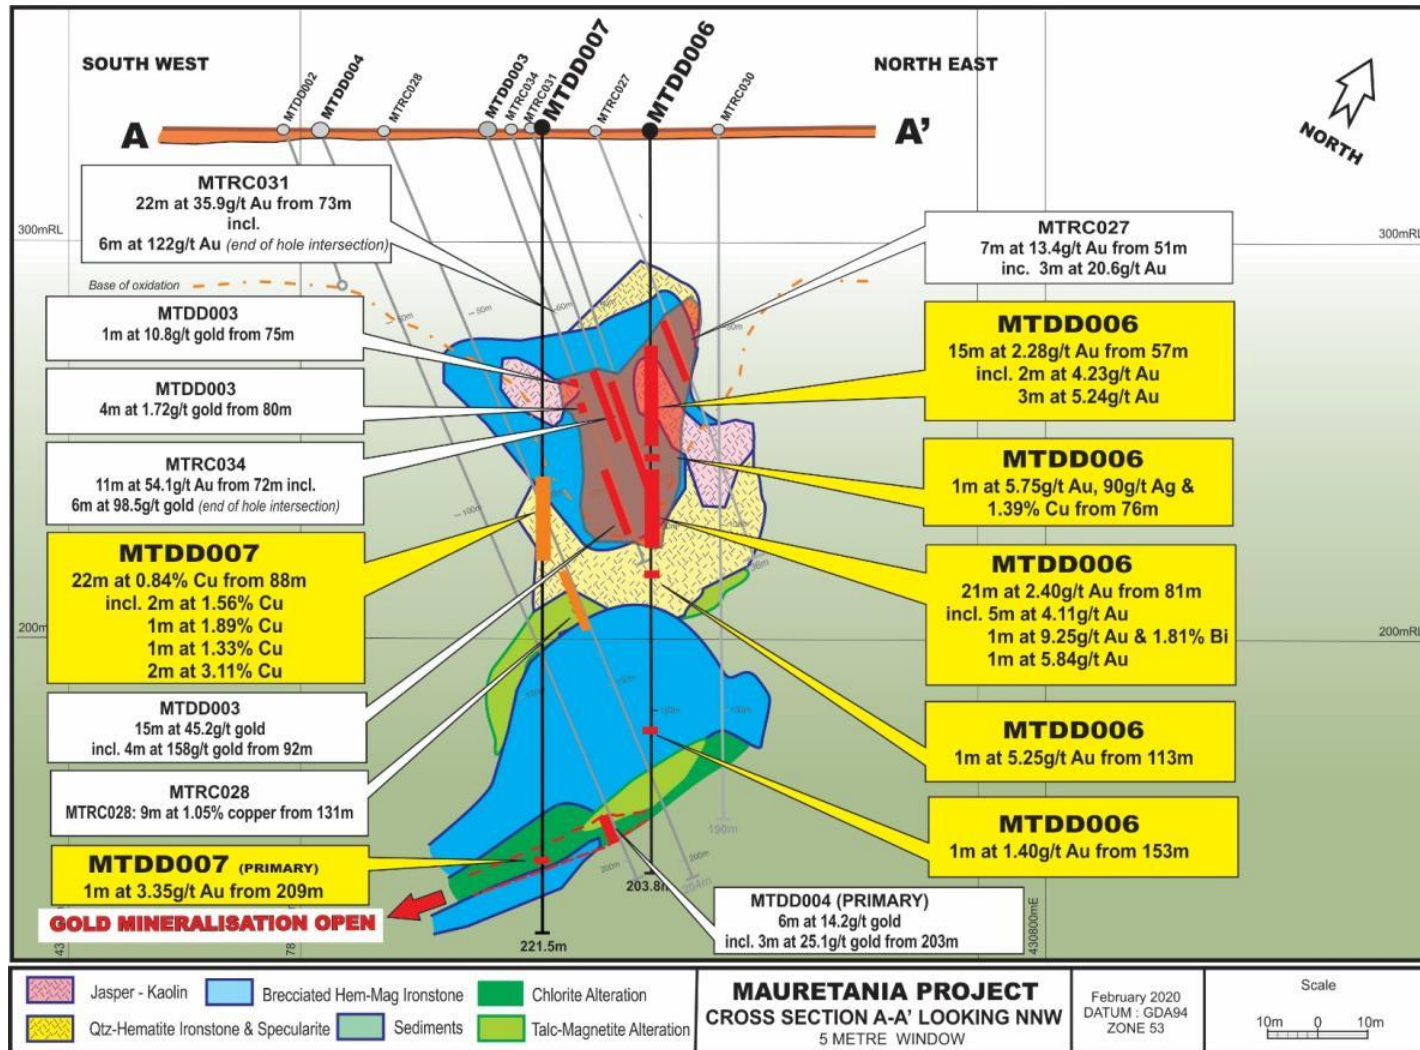 SOUTH WEST
NORTH EAST
MTDD002
MTDD004
MTRC028
MTDD003
MTRC034
MTRC031
MTDD007
MTRC027
MTDD006
MTRC030
NORTH
A
A'
MTRC031
22m at 35.9g/t Au from 73m
incl.
6m at 122g/t Au (end of hole intersection)
300mRL
300mRL
Base of oxidation
MTRC027
7m at 13.4g/t Au from 51m
inc. 3m at 20.6g/t Au
MTDD003
1m at 10.8g/t gold from 75m
MTDD006
15m at 2.28g/t Au from 57m
incl. 2m at 4.23g/t Au
3m at 5.24g/t Au
MTDD003
4m at 1.72g/t gold from 80m
MTRC034
11m at 54.1g/t Au from 72m incl.
6m at 98.5g/t gold (end of hole intersection)
MTDD006
1m at 5.75g/t Au, 90g/t Ag &
1.39% Cu from 76m
MTDD007
22m at 0.84% Cu from 88m
incl. 2m at 1.56% Cu
1m at 1.89% Cu
1m at 1.33% Cu
2m at 3.11% Cu
MTDD006
21m at 2.40g/t Au from 81m
incl. 5m at 4.11g/t Au
1m at 9.25g/t Au & 1.81% Bi
1m at 5.84g/t Au
200m
200mRL
MTDD003
15m at 45.2g/t gold
incl. 4m at 158g/t gold from 92m
MTDD006
1m at 5.25g/t Au from 113m
MTRC028
MTRC028: 9m at 1.05% copper from 131m
MTDD006
1m at 1.40g/t Au from 153m
MTDD007 (PRIMARY)
1m at 3.35g/t Au from 209m
GOLD MINERALISATION OPEN
MTDD004 (PRIMARY)
6m at 14.2g/t gold
incl. 3m at 25.1g/t gold from 203m
50m
50m
100m
150m
150m
200m
200m
190m
203.8m
204m
221.5m
43
78
430800mE
Jasper - Kaolin
Brecciated Hem-Mag Ironstone
Chlorite Alteration
Qtz-Hematite Ironstone & Specularite
Sediments
Talc-Magnetite Alteration
MAURETANIA PROJECT
CROSS SECTION A-A' LOOKING NNW
5 METRE WINDOW
February 2020
DATUM : GDA94
ZONE 53
Scale
10m 0 10m